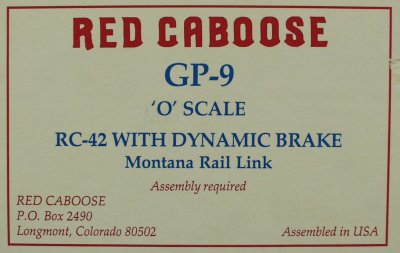 RED CABOOSE
GP-9
'O' SCALE
RC-42 WITH DYNAMIC BRAKE
Montana Rail Link
Assembly required
RED CABOOSE
P.O. Box 2490
Longmont, Colorado 80502
Assembled in USA